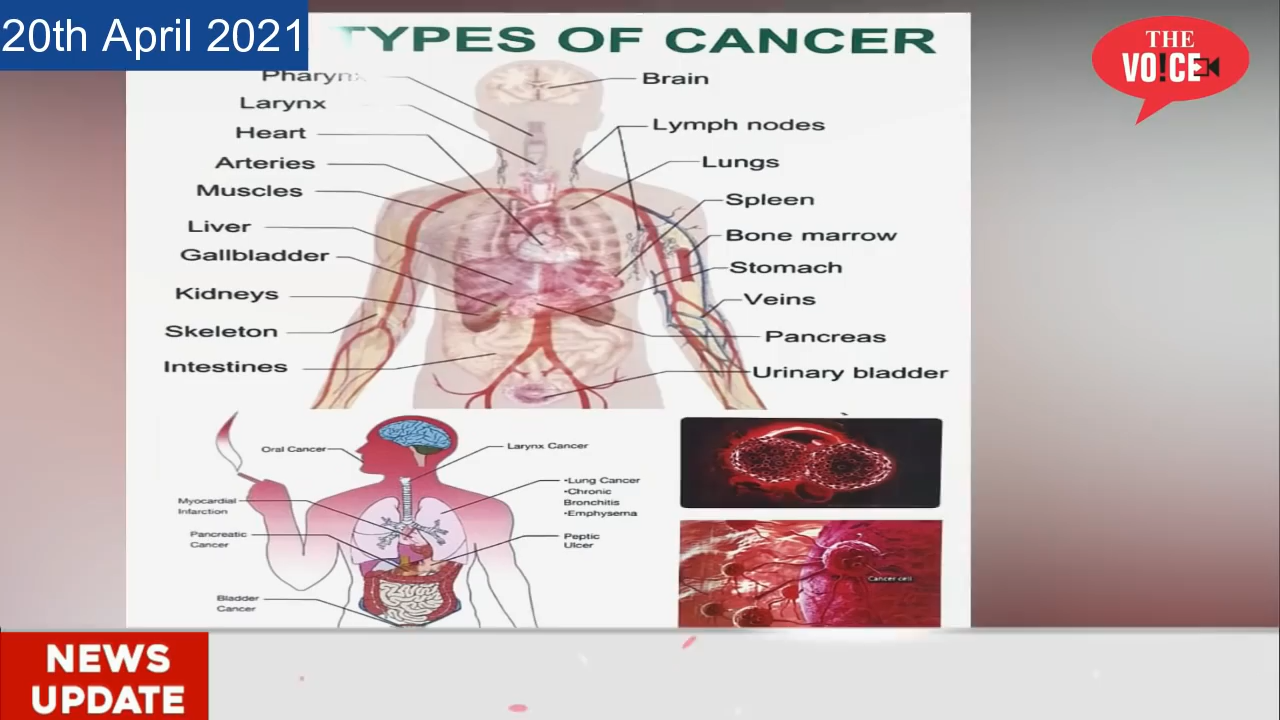 20th April 2021
TYPES OF CANCER
THE
VO!CE
Pharynx
Larynx
Heart
Arteries
Muscles
Liver
Gallbladder
Kidneys
Skeleton
Intestines
Brain
Lymph nodes
Lungs
Spleen
Bone marrow
Stomach
Veins
Pancreas
Urinary bladder
Oral Cancer
Myocardial
Infarction
Pancreatic
Cancer
Bladder
Cancer
Larynx Cancer
•Lung Cancer
•Chronic
Bronchitis
•Emphysema
Peptic
Ulcer
Cancer cell
NEWS
UPDATE